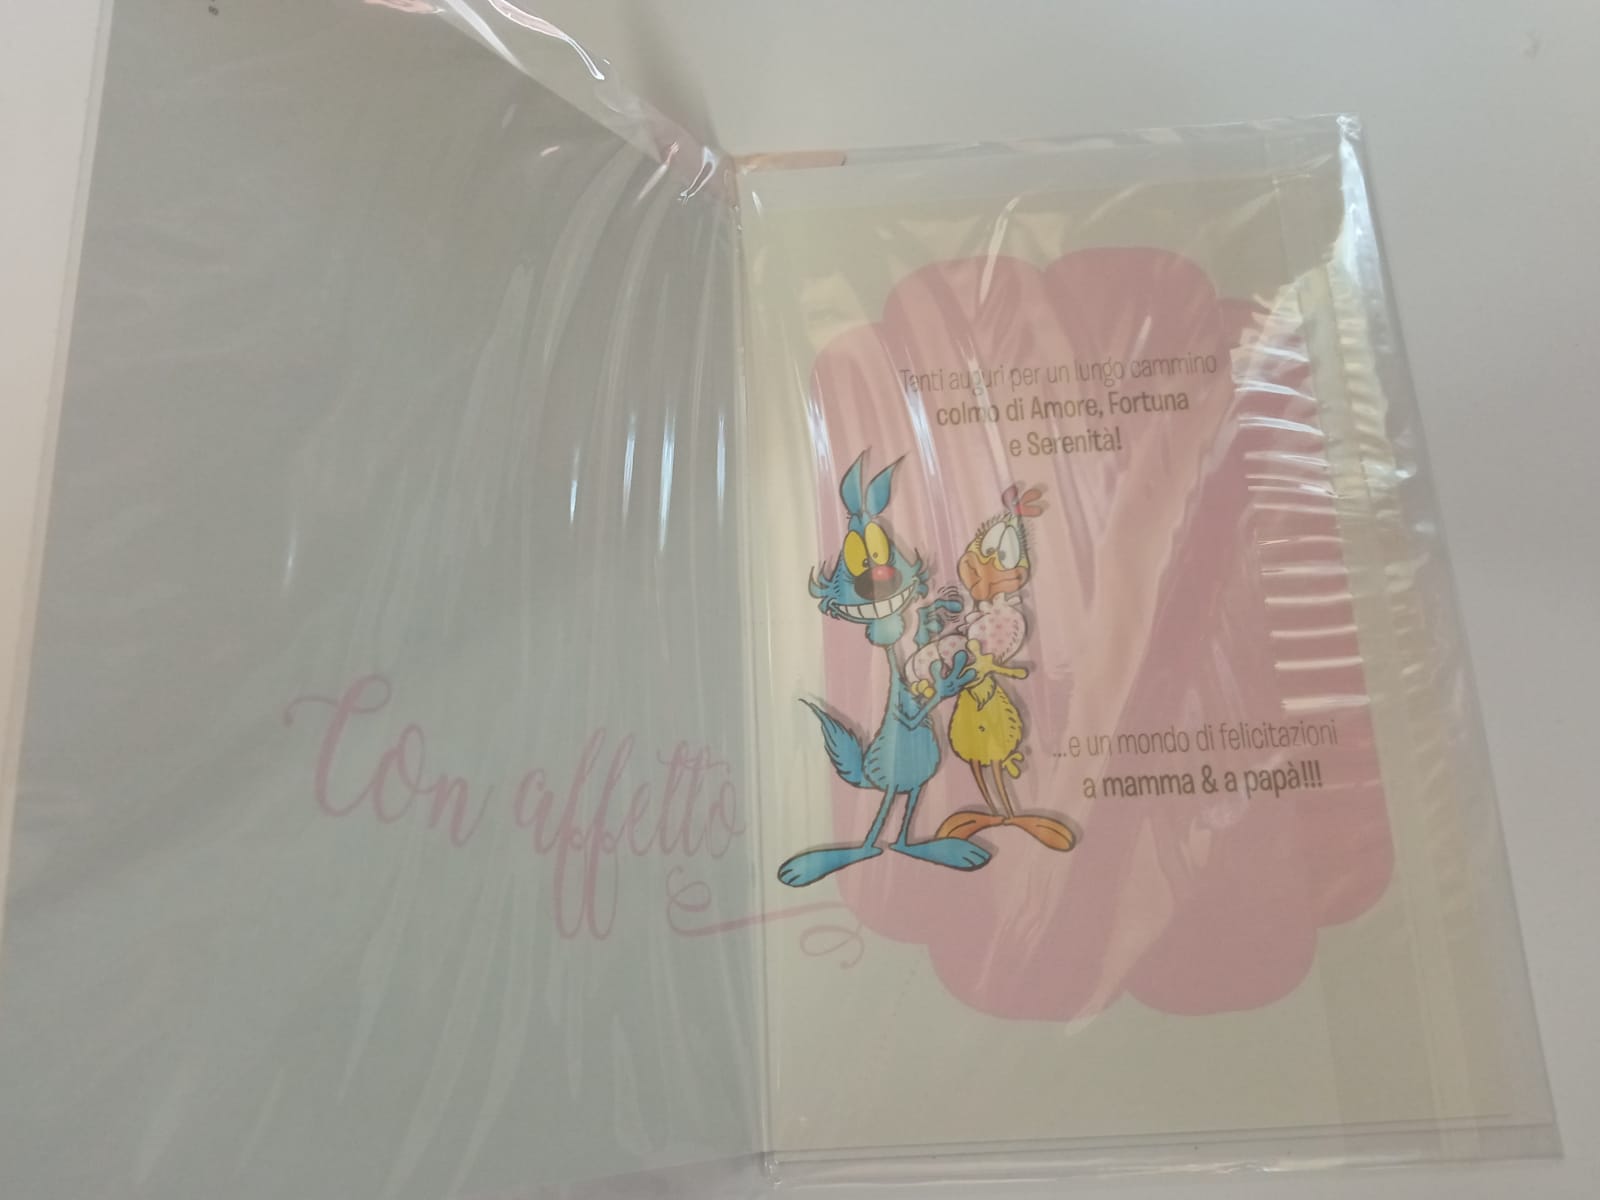 Con affetto
Tanti auguri per un lungo cammino
colmo di Amore, Fortuna
e Serenità!
...e un mondo di felicitazioni
a mamma & a papà!!!